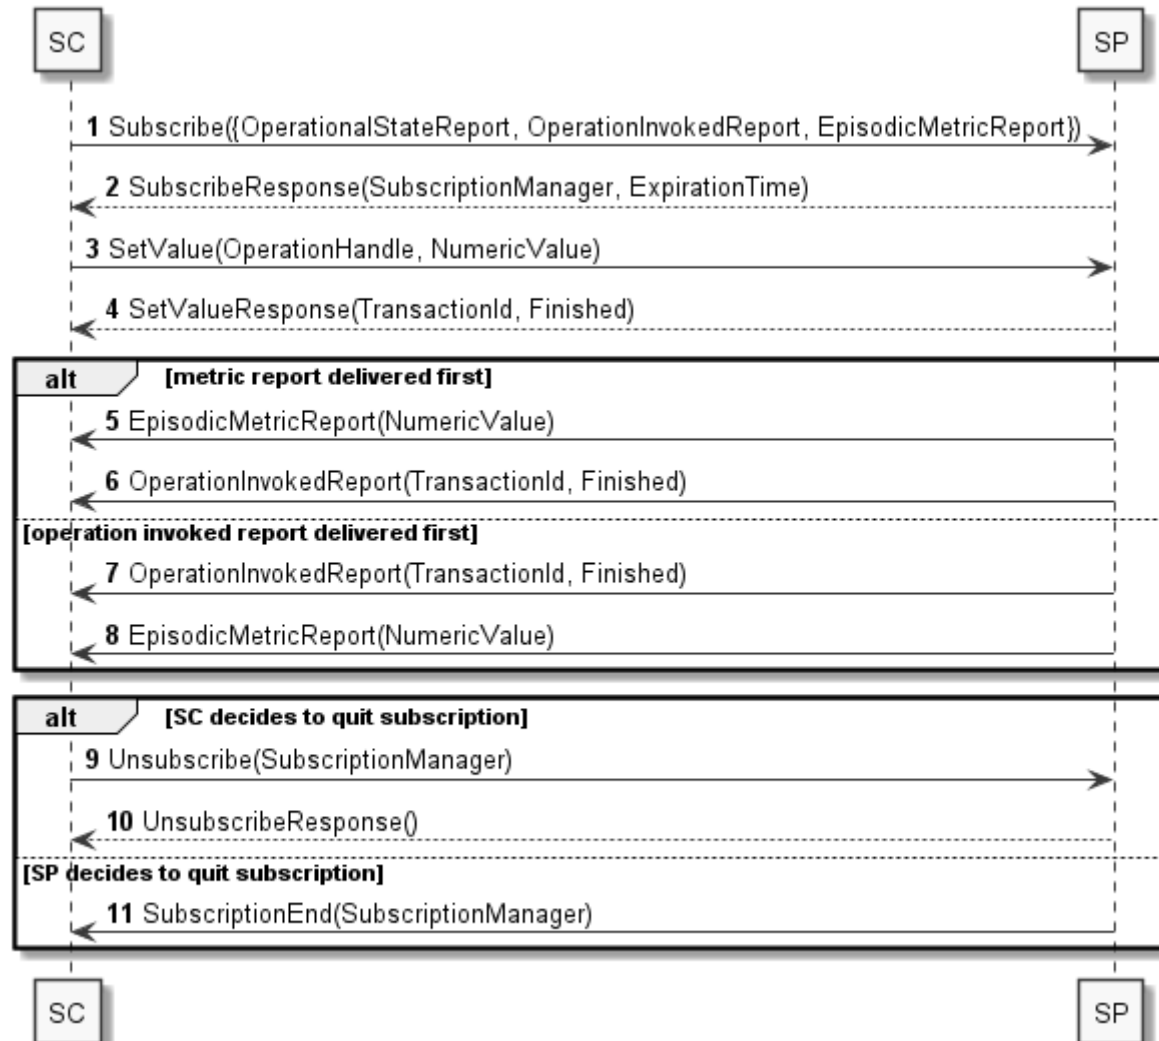 SC SP
1 Subscribe({OperationalStateReport, OperationInvokedReport, EpisodicMetricReport})
2 SubscribeResponse(SubscriptionManager, ExpirationTime)
3 SetValue(OperationHandle, NumericValue)
4 SetValueResponse(TransactionId, Finished)
alt [metric report delivered first]
5 EpisodicMetricReport(NumericValue)
6 OperationInvokedReport(TransactionId, Finished)
[operation invoked report delivered first]
7 OperationInvokedReport(TransactionId, Finished)
8 EpisodicMetricReport(NumericValue)
alt [SC decides to quit subscription]
9 Unsubscribe(SubscriptionManager)
10 UnsubscribeResponse()
[SP decides to quit subscription]
11 SubscriptionEnd(SubscriptionManager)
SC SP